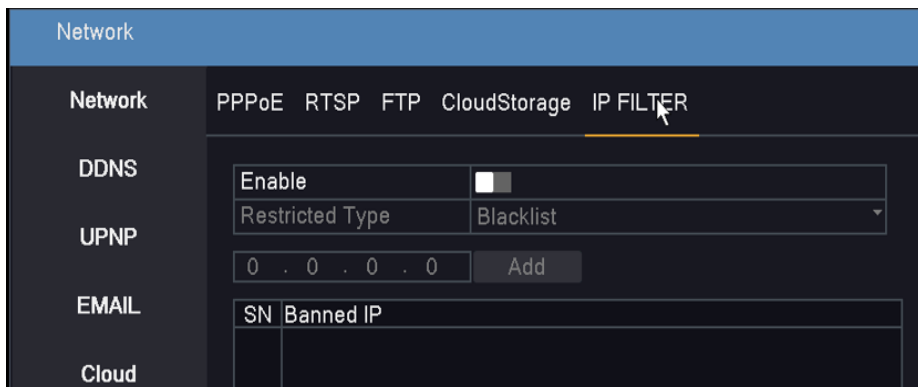 Network
Network
PPPoE RTSP FTP CloudStorage IP FILTER
DDNS
Enable
Restricted Type Blacklist
UPNP
0 . 0 . 0 . 0 Add
EMAIL
SN Banned IP
Cloud